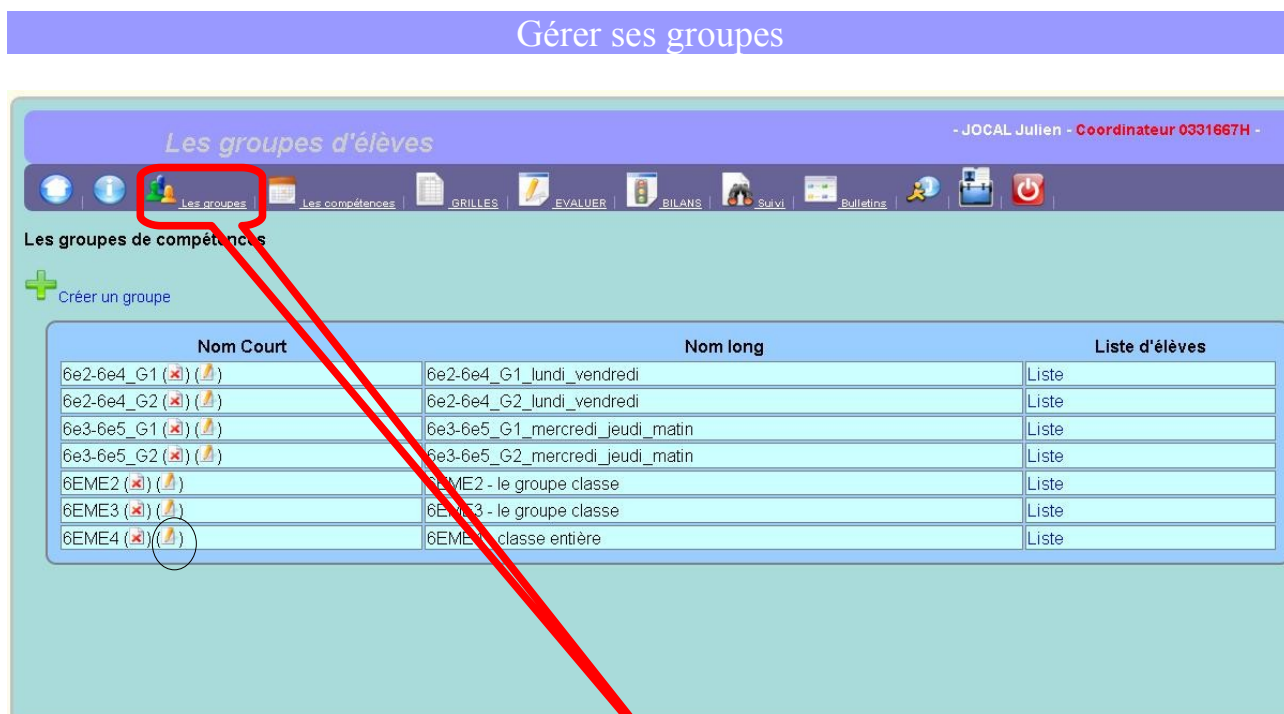 Gérer ses groupes
Les groupes d'élèves
- JOCAL Julien - Coordinateur 0331667H -
Les groupes | Les compétences | GRILLES | EVALUER | BILANS | Suivi | Bulletins
Les groupes de compétences
Créer un groupe
Nom Court Nom long Liste d'élèves
6e2-6e4_G1 ( ) ( ) 6e2-6e4_G1_lundi_vendredi Liste
6e2-6e4_G2 ( ) ( ) 6e2-6e4_G2_lundi_vendredi Liste
6e3-6e5_G1 ( ) ( ) 6e3-6e5_G1_mercredi_jeudi_matin Liste
6e3-6e5_G2 ( ) ( ) 6e3-6e5_G2_mercredi_jeudi_matin Liste
6EME2 ( ) ( ) 6EME2 - le groupe classe Liste
6EME3 ( ) ( ) 6EME3 - le groupe classe Liste
6EME4 ( ) ( ) 6EME4 - classe entière Liste